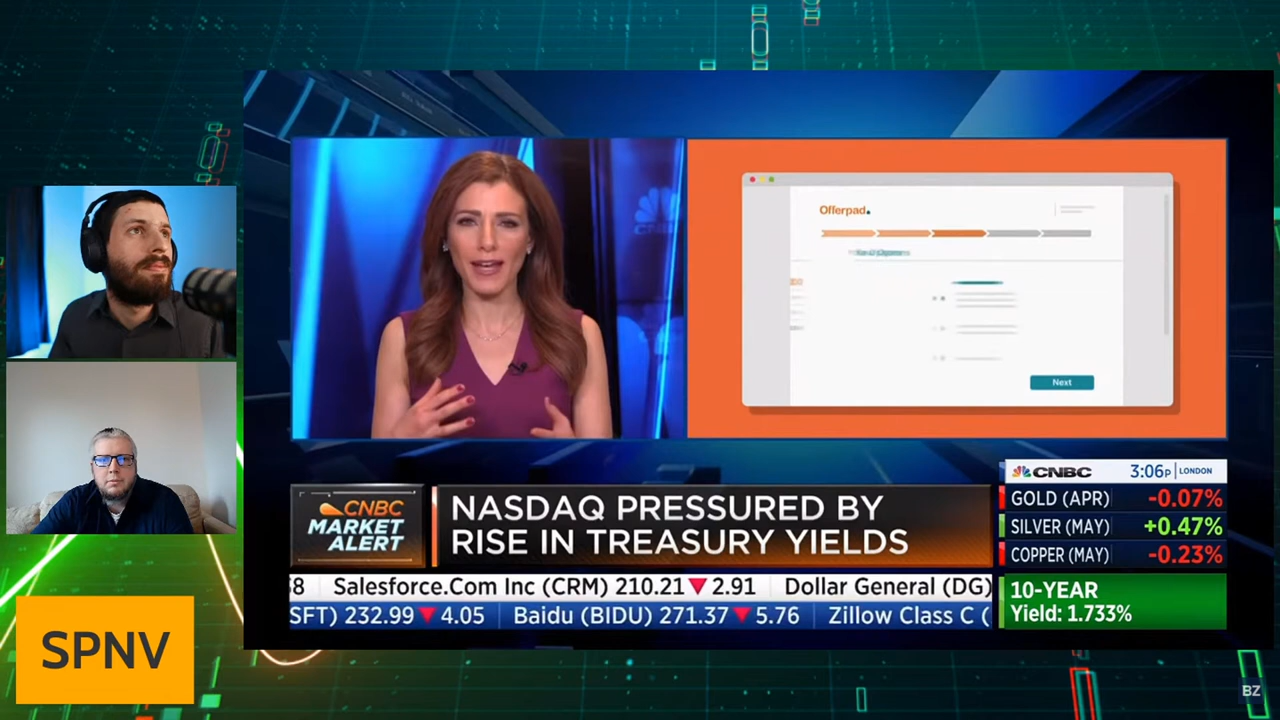 Offerpad.
Next
CNBC
3:06P LONDON
GOLD (APR) -0.07%
SILVER (MAY) +0.47%
COPPER (MAY) -0.23%
10-YEAR
Yield: 1.733%
CNBC
MARKET
ALERT
NASDAQ PRESSURED BY
RISE IN TREASURY YIELDS
8 Salesforce.Com Inc (CRM) 210.21 ▼ 2.91 Dollar General (DG)
SFT) 232.99 ▼ 4.05 Baidu (BIDU) 271.37 ▼ 5.76 Zillow Class C (
SPNV
BZ